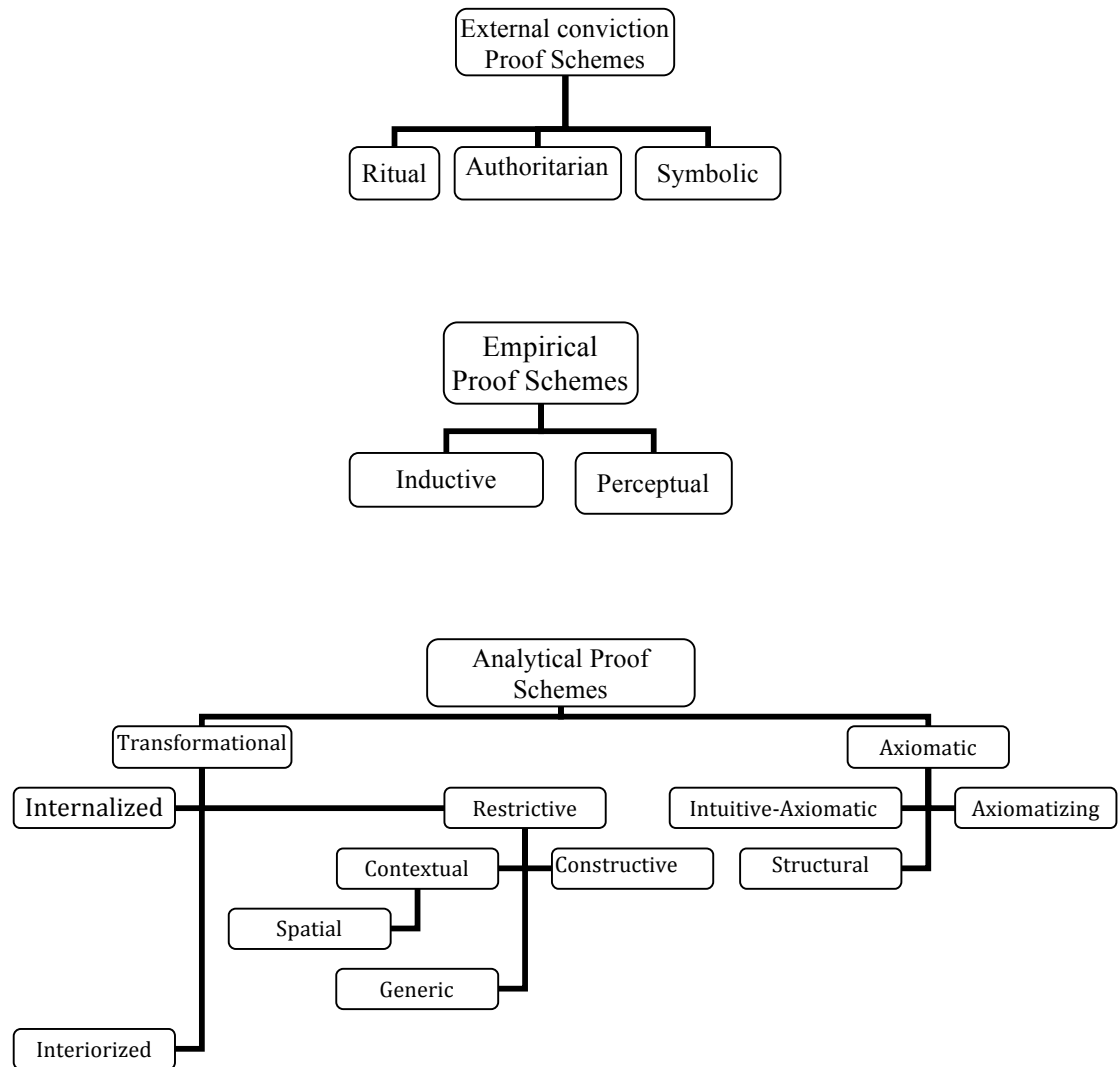 External conviction
Proof Schemes
Ritual
Authoritarian
Symbolic
Empirical
Proof Schemes
Inductive
Perceptual
Analytical Proof
Schemes
Transformational
Axiomatic
Internalized
Restrictive
Intuitive-Axiomatic
Axiomatizing
Contextual
Constructive
Structural
Spatial
Generic
Interiorized